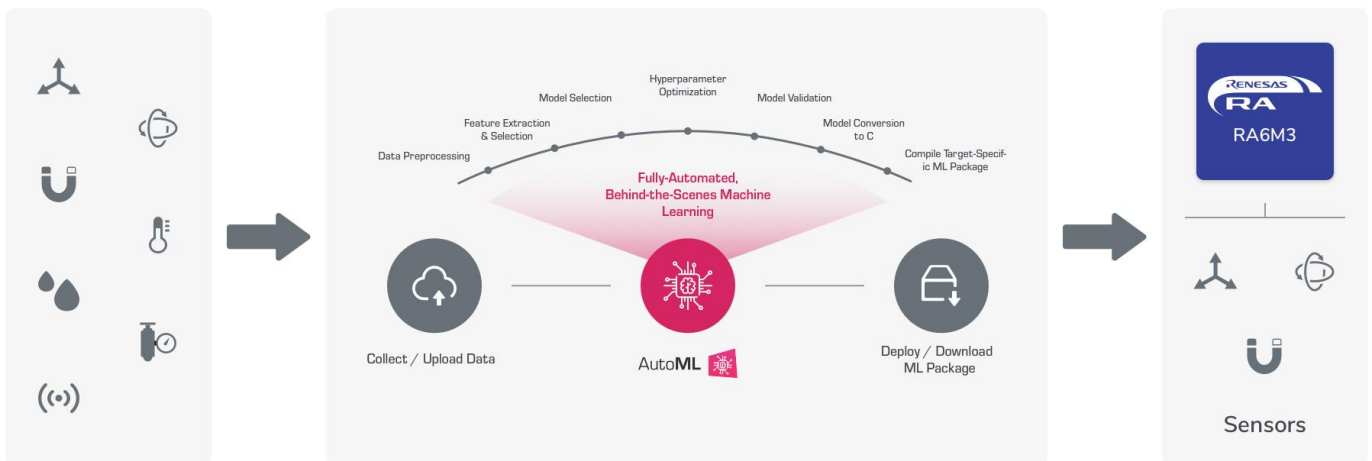 Hyperparameter
Optimization
Model Selection
Model Validation
Feature Extraction
& Selection
Model Conversion
to C
Data Preprocessing
Compile Target-Specif-
ic ML Package
Fully-Automated,
Behind-the-Scenes Machine
Learning
Collect / Upload Data
AutoML
Deploy / Download
ML Package
RENESAS
RA
RA6M3
Sensors